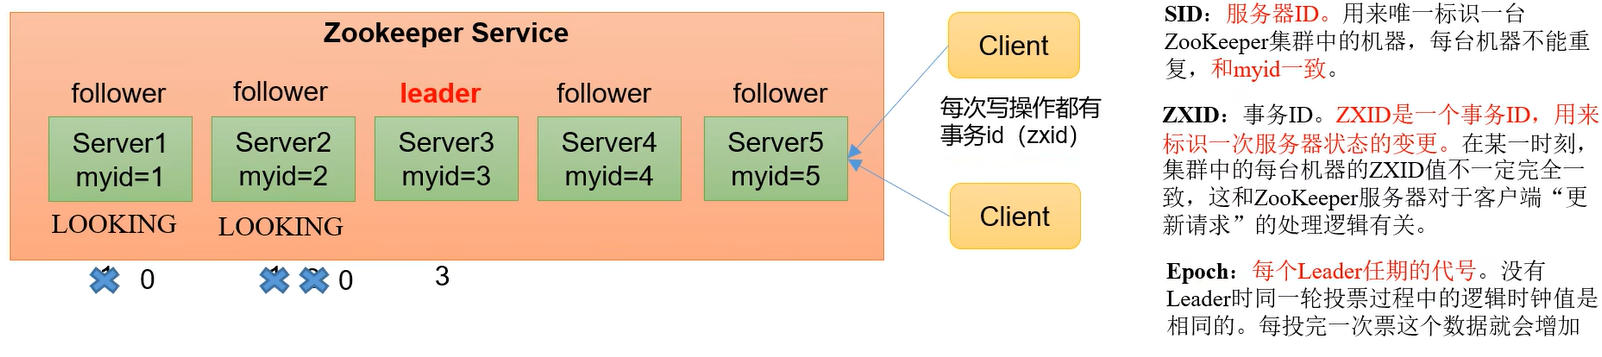 Zookeeper Service
follower
follower
leader
follower
follower
Server1
myid=1
Server2
myid=2
Server3
myid=3
Server4
myid=4
Server5
myid=5
LOOKING
LOOKING
0
0
3
Client
每次写操作都有
事务id（zxid）
Client
SID：服务器ID。用来唯一标识一台
ZooKeeper集群中的机器，每台机器不能重
复，和myid一致。
ZXID：事务ID。ZXID是一个事务ID，用来
标识一次服务器状态的变更。在某一时刻，
集群中的每台机器的ZXID值不一定完全一
致，这和ZooKeeper服务器对于客户端“更
新请求”的处理逻辑有关。
Epoch：每个Leader任期的代号。没有
Leader时同一轮投票过程中的逻辑时钟值是
相同的。每投完一次票这个数据就会增加